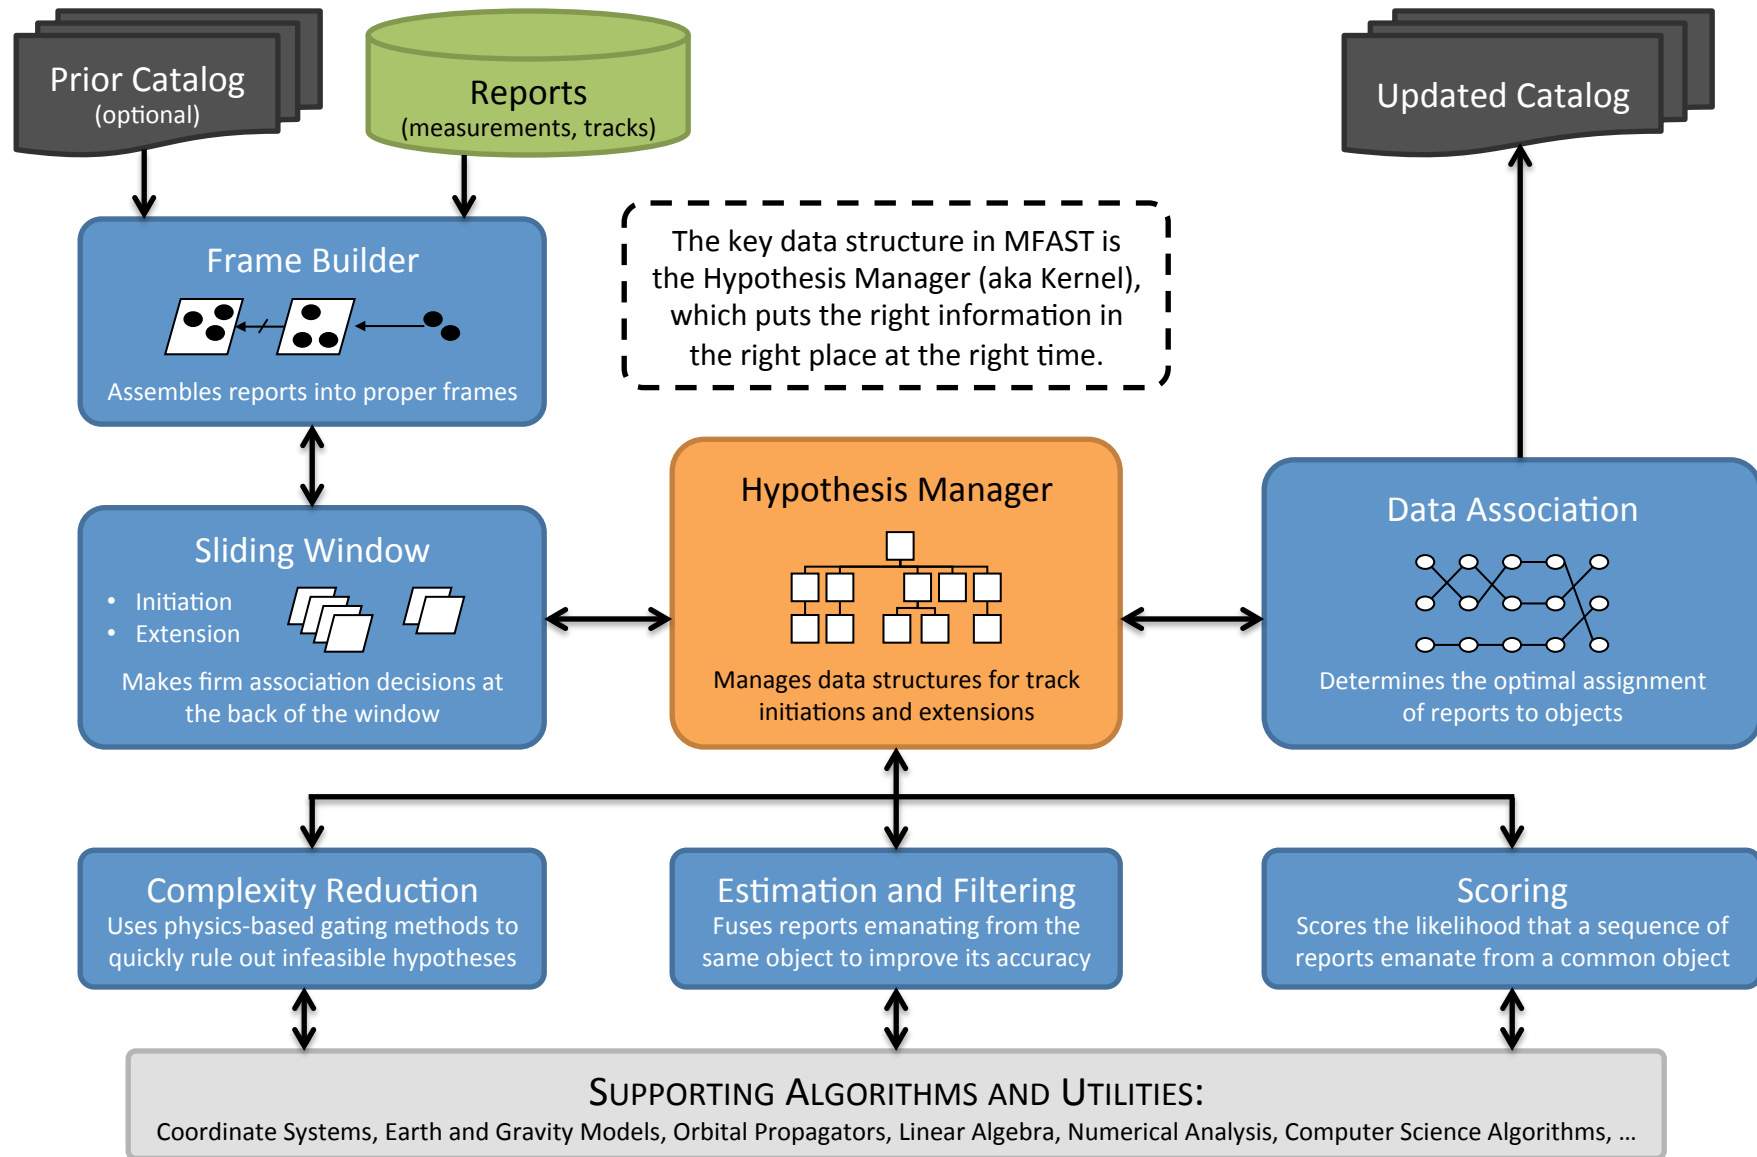 Prior Catalog
(optional)
Reports
(measurements, tracks)
Updated Catalog
Frame Builder
Assembles reports into proper frames
The key data structure in MFAST is
the Hypothesis Manager (aka Kernel),
which puts the right information in
the right place at the right time.
Sliding Window
• Initiation
• Extension
Makes firm association decisions at
the back of the window
Hypothesis Manager
Manages data structures for track
initiations and extensions
Data Association
Determines the optimal assignment
of reports to objects
Complexity Reduction
Uses physics-based gating methods to
quickly rule out infeasible hypotheses
Estimation and Filtering
Fuses reports emanating from the
same object to improve its accuracy
Scoring
Scores the likelihood that a sequence of
reports emanate from a common object
SUPPORTING ALGORITHMS AND UTILITIES:
Coordinate Systems, Earth and Gravity Models, Orbital Propagators, Linear Algebra, Numerical Analysis, Computer Science Algorithms, ...